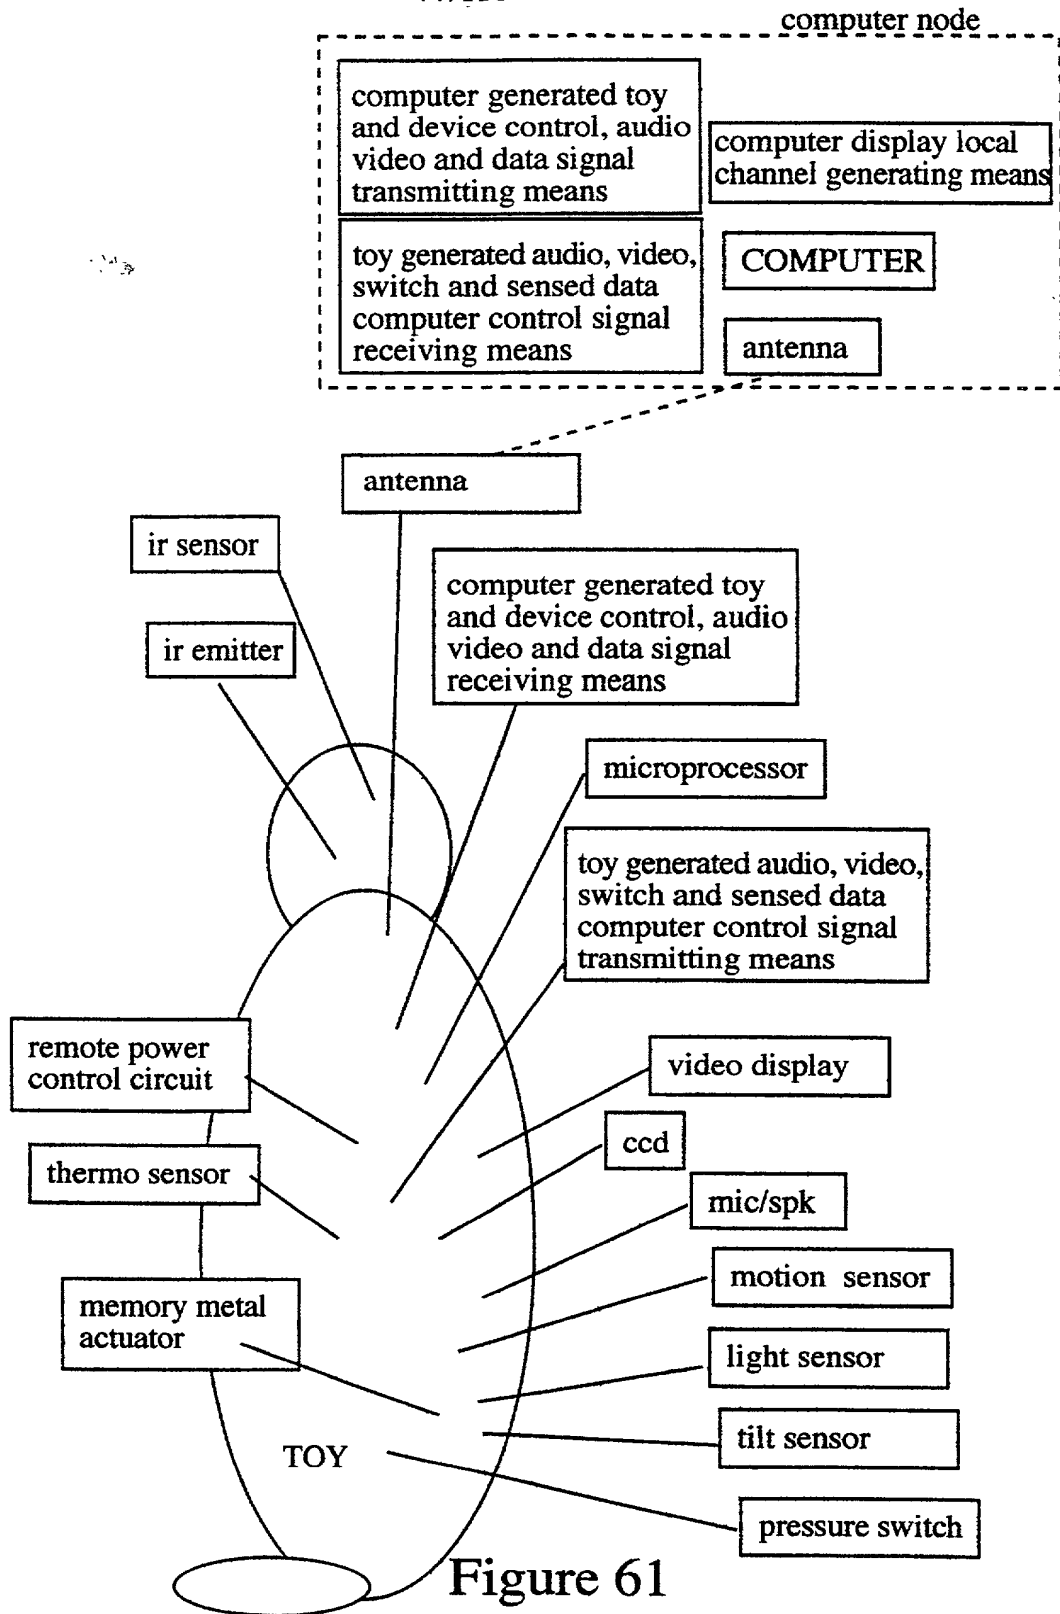 computer node
computer generated toy
and device control, audio
video and data signal
transmitting means
computer display local
channel generating means
toy generated audio, video,
switch and sensed data
computer control signal
receiving means
COMPUTER
antenna
antenna
ir sensor
computer generated toy
and device control, audio
video and data signal
receiving means
ir emitter
microprocessor
toy generated audio, video,
switch and sensed data
computer control signal
transmitting means
remote power
control circuit
video display
ccd
thermo sensor
mic/spk
motion sensor
memory metal
actuator
light sensor
tilt sensor
TOY
pressure switch
Figure 61